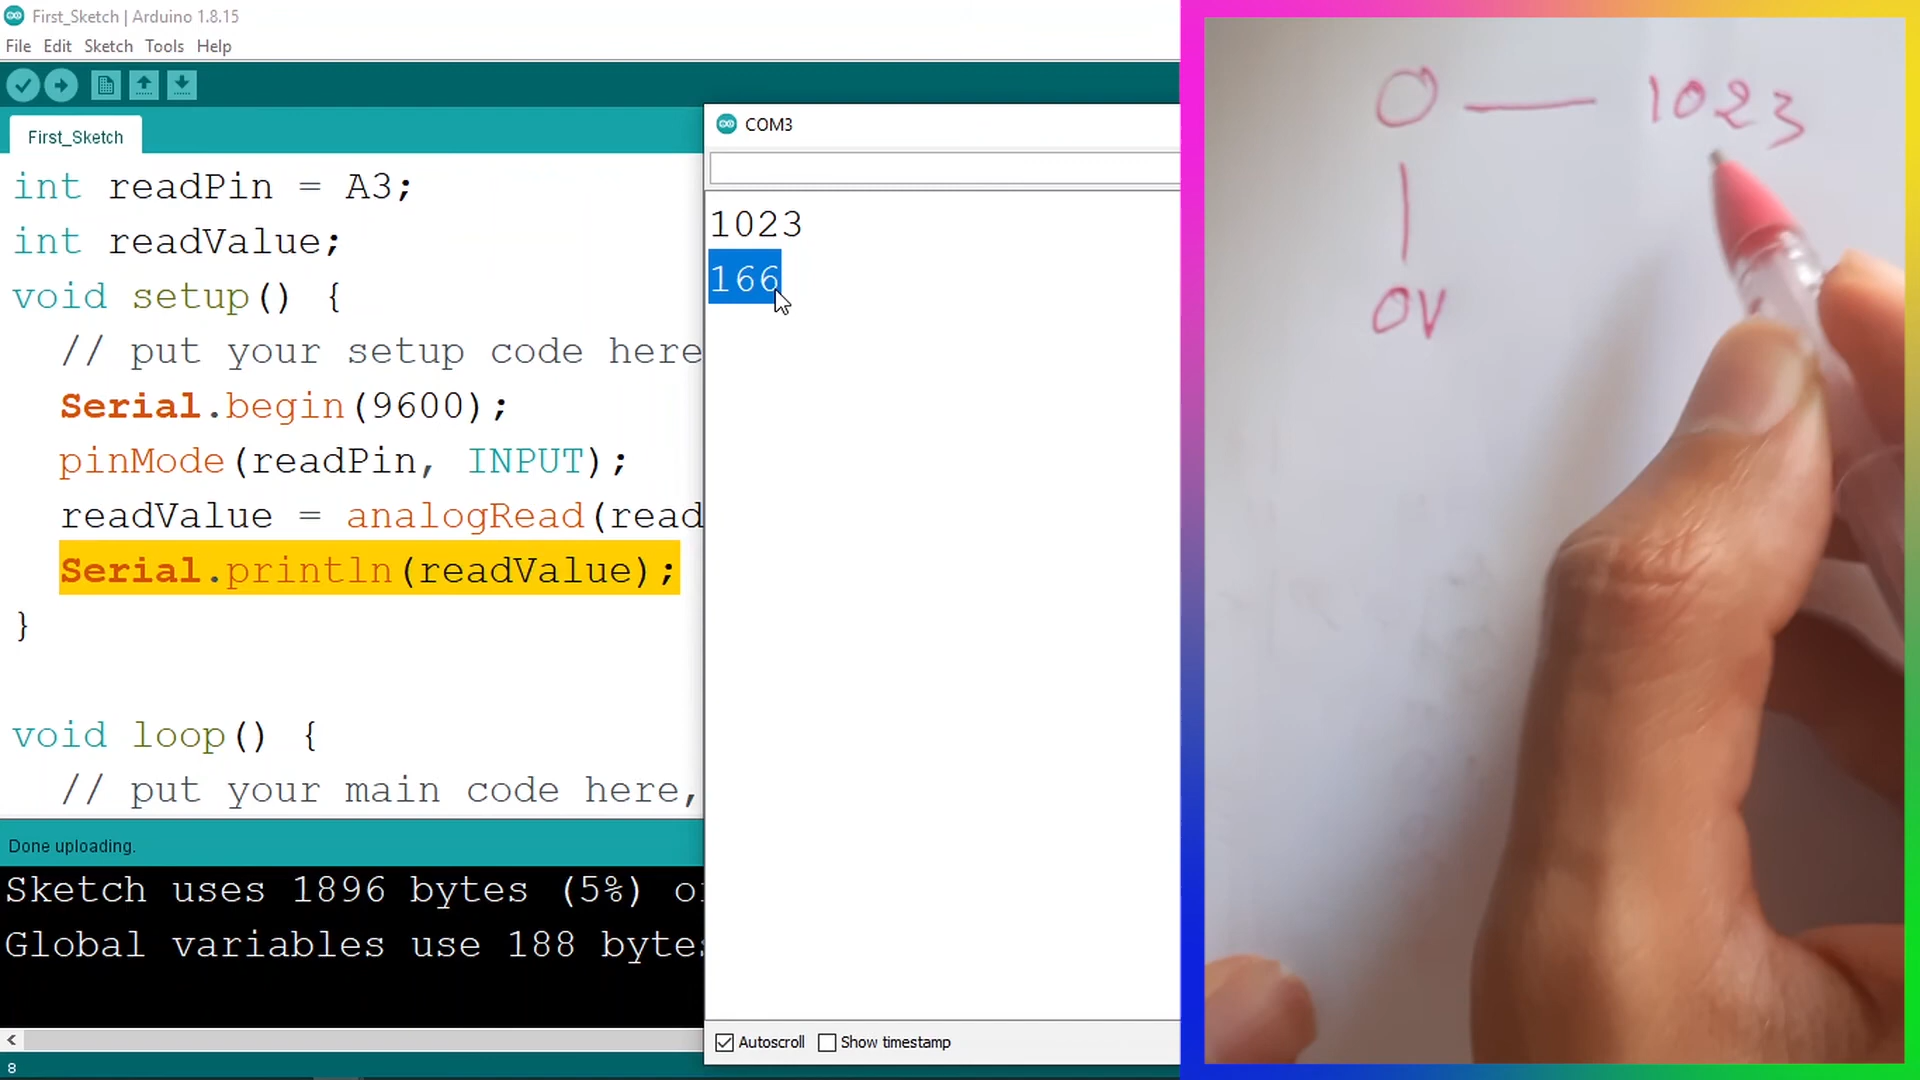 First_Sketch | Arduino 1.8.15
File Edit Sketch Tools Help
First_Sketch
int readPin = A3;
int readValue;
void setup() {
// put your setup code here
Serial.begin(9600);
pinMode(readPin, INPUT);
readValue = analogRead(read
Serial.println(readValue);
}
void loop() {
// put your main code here,
Done uploading.
Sketch uses 1896 bytes (5%) o
Global variables use 188 bytes
8
COM3
1023
166
Autoscroll Show timestamp
0 — 1023
0V